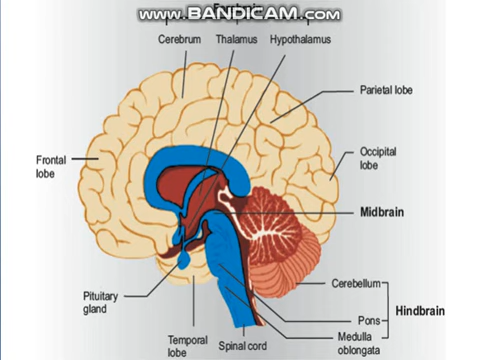 www.BANDICAM.com
Cerebrum
Thalamus
Hypothalamus
Parietal lobe
Frontal
lobe
Occipital
lobe
Midbrain
Cerebellum
Hindbrain
Pituitary
gland
Pons
Medulla
oblongata
Temporal
lobe
Spinal cord